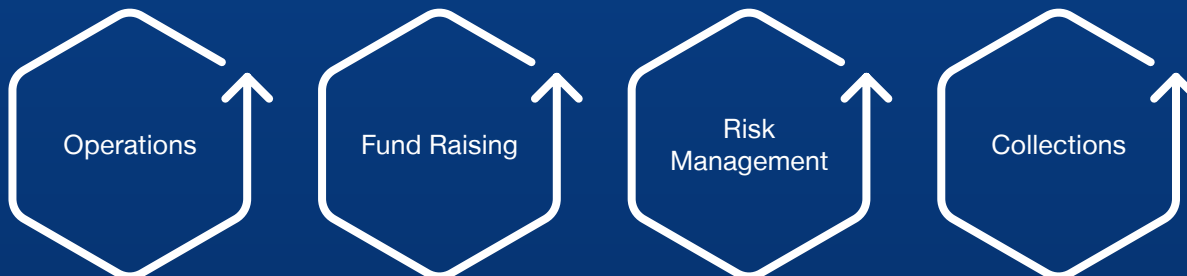 Operations
Fund Raising
Risk
Management
Collections